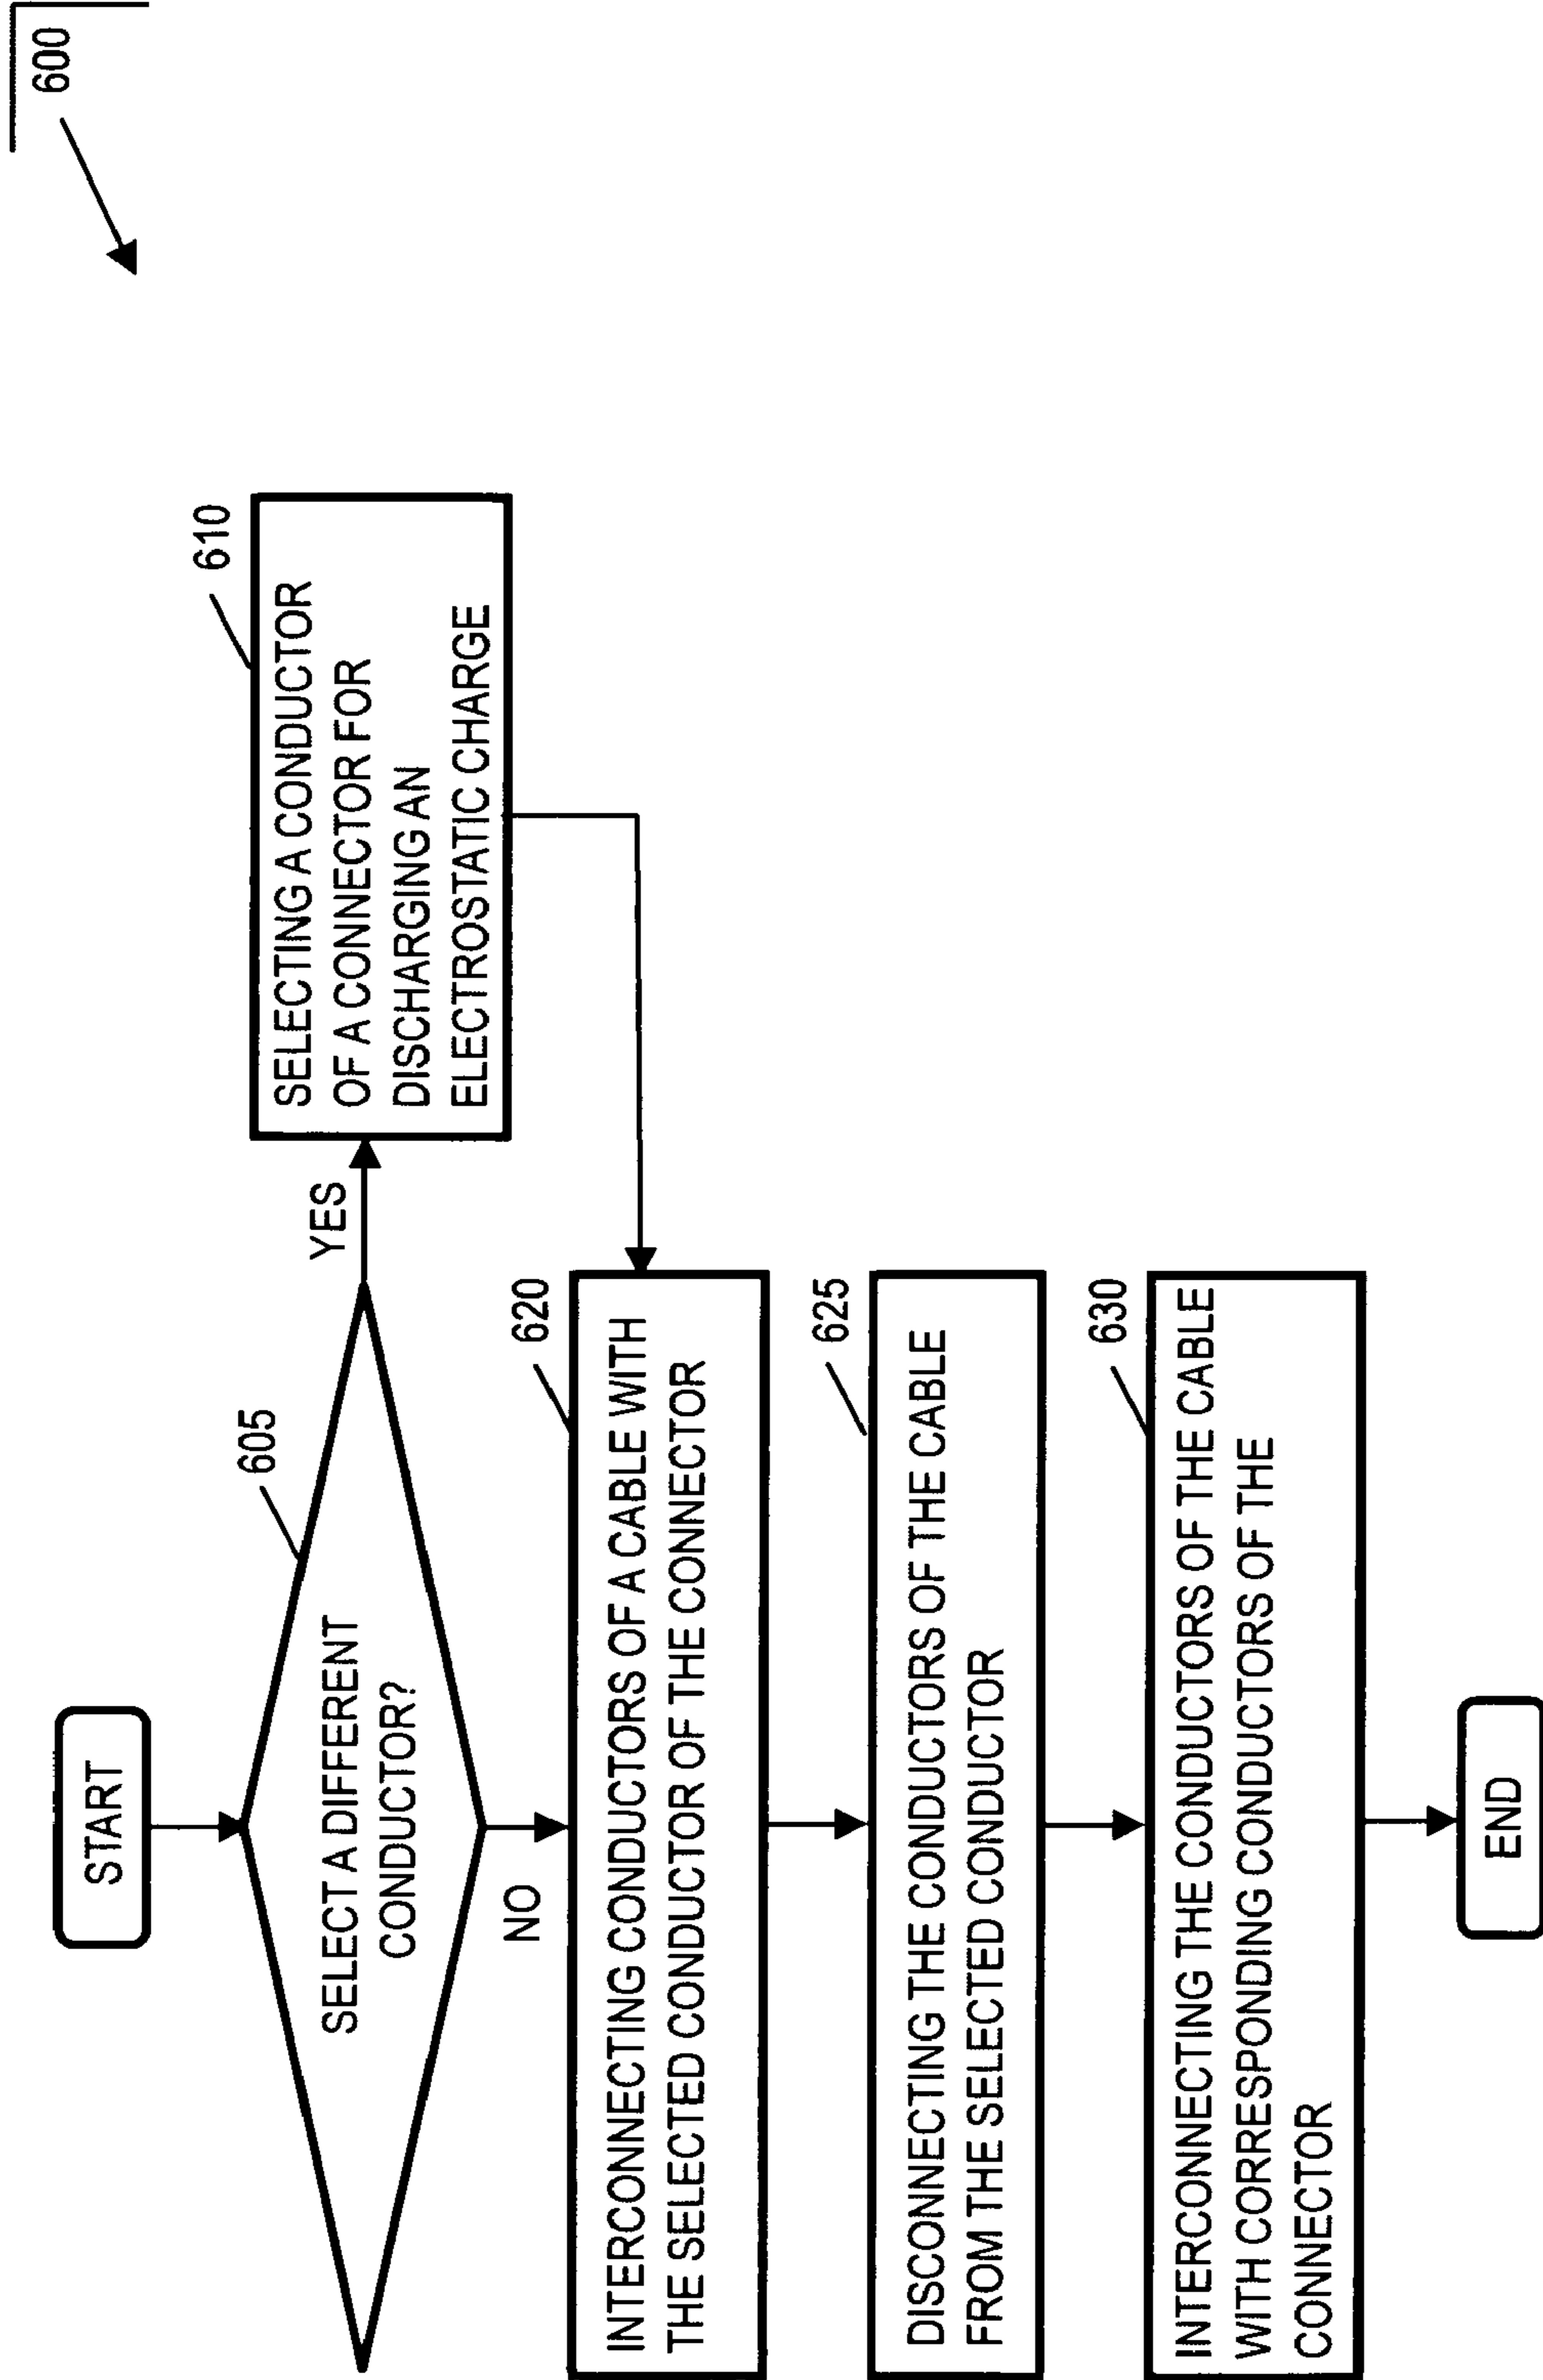 600
START
605
SELECT A DIFFERENT
CONDUCTOR?
YES
610
SELECTING A CONDUCTOR
OF A CONNECTOR FOR
DISCHARGING AN
ELECTROSTATIC CHARGE
NO
620
INTERCONNECTING CONDUCTORS OF A CABLE WITH
THE SELECTED CONDUCTOR OF THE CONNECTOR
625
DISCONNECTING THE CONDUCTORS OF THE CABLE
FROM THE SELECTED CONDUCTOR
630
INTERCONNECTING THE CONDUCTORS OF THE CABLE
WITH CORRESPONDING CONDUCTORS OF THE
CONNECTOR
END